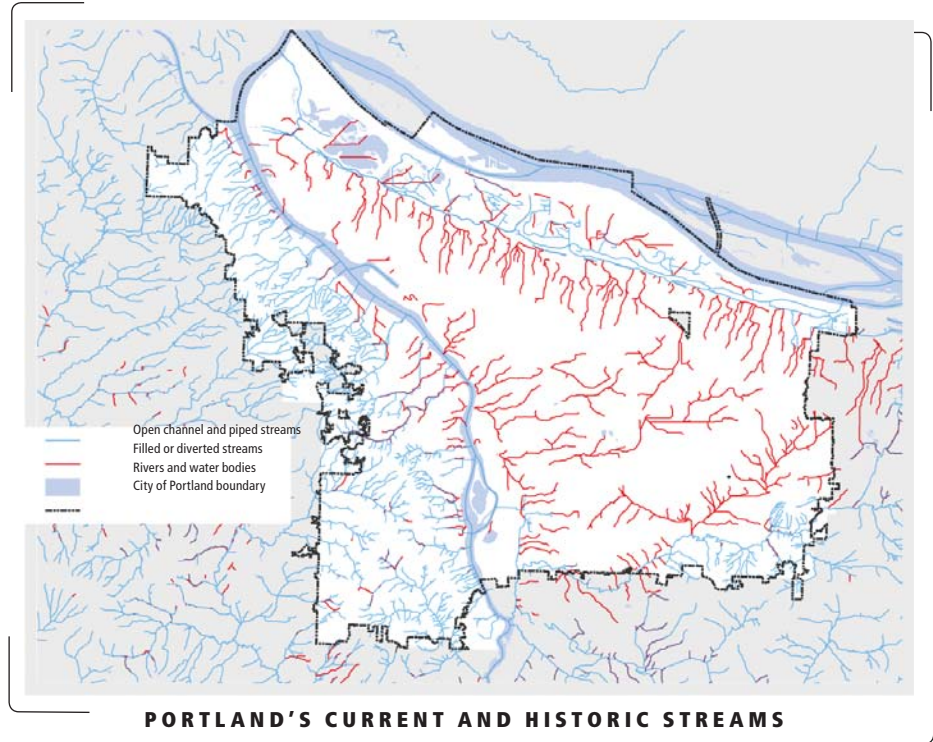 Open channel and piped streams
Filled or diverted streams
Rivers and water bodies
City of Portland boundary
PORTLAND'S CURRENT AND HISTORIC STREAMS